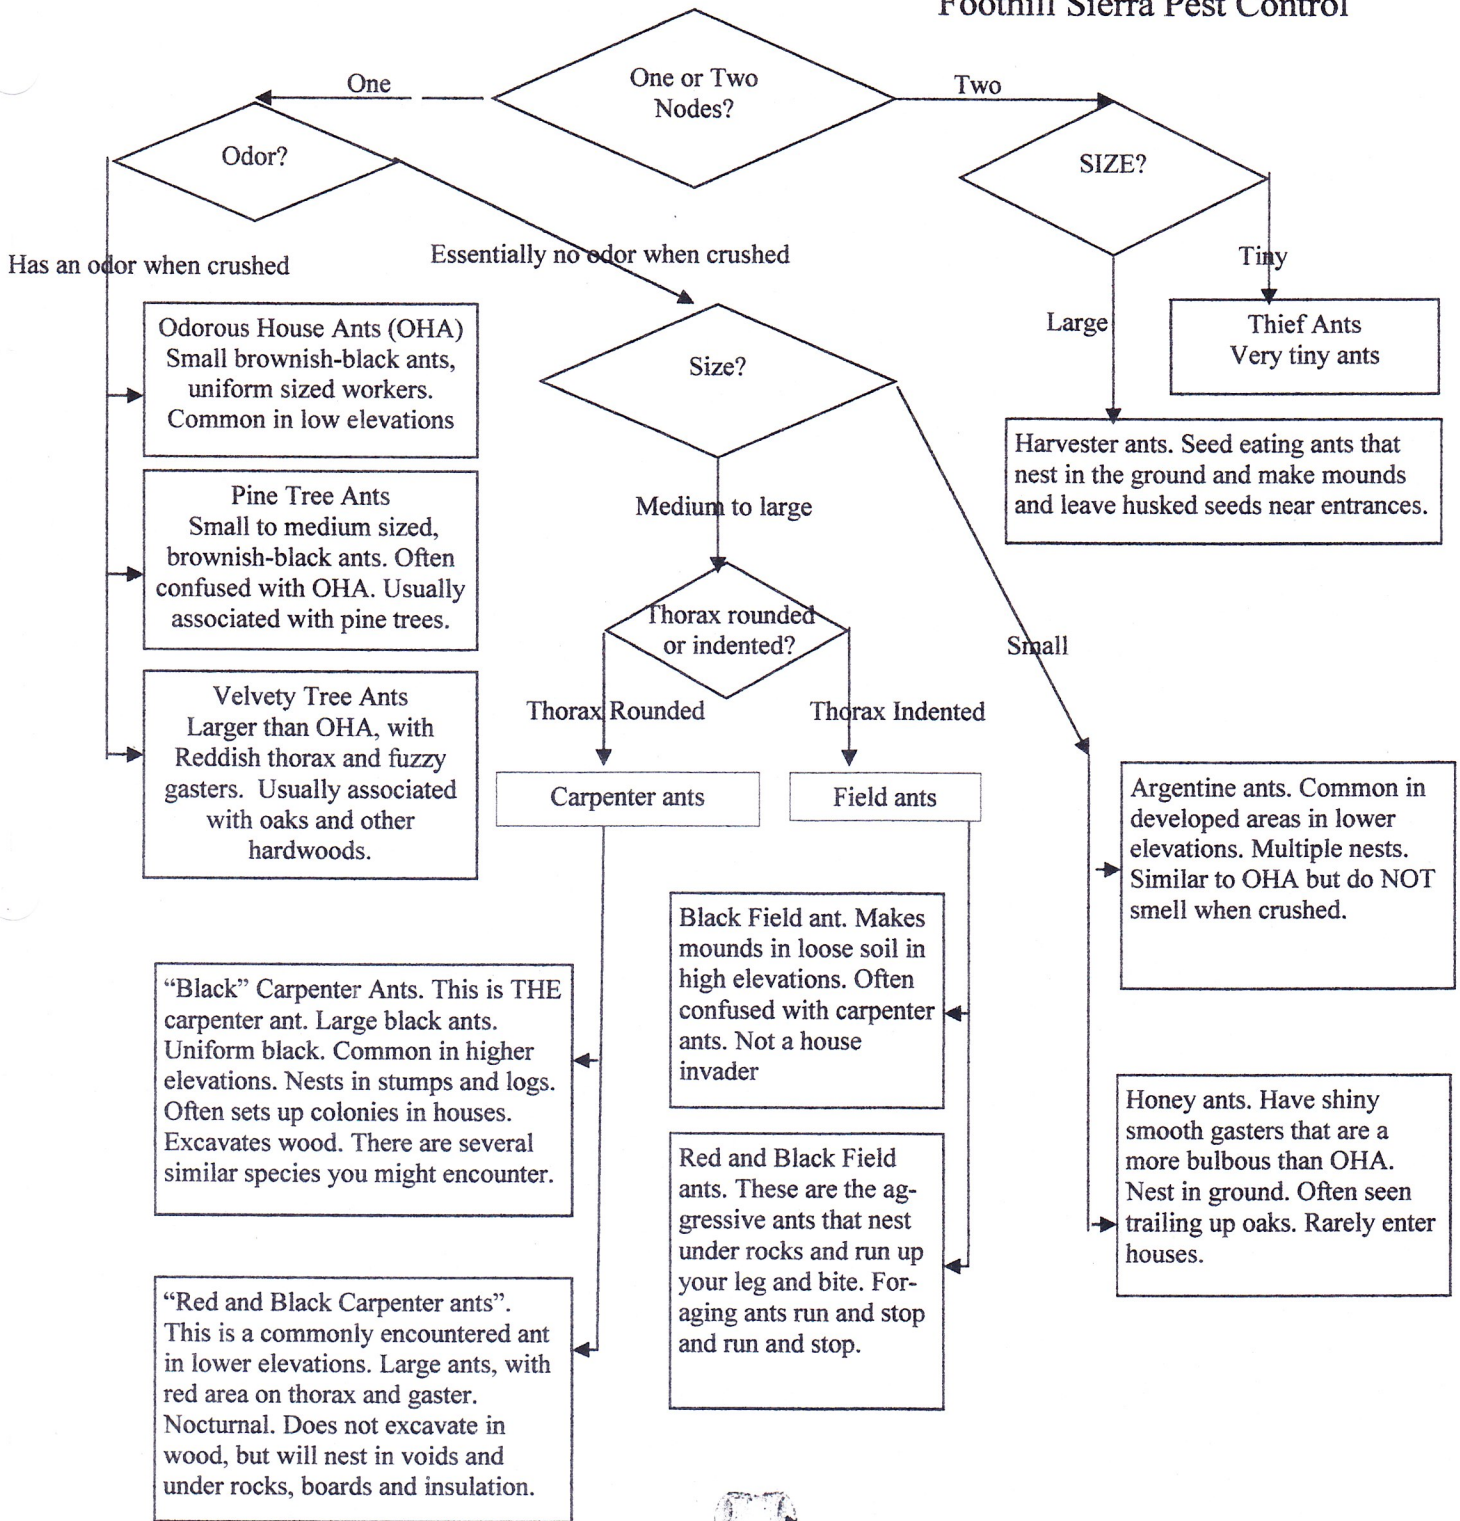 Foothill Sierra Pest Control
One or Two
Nodes?
One
Two
Odor?
SIZE?
Has an odor when crushed
Essentially no odor when crushed
Tiny
Large
Odorous House Ants (OHA)
Small brownish-black ants,
uniform sized workers.
Common in low elevations
Pine Tree Ants
Small to medium sized,
brownish-black ants. Often
confused with OHA. Usually
associated with pine trees.
Velvety Tree Ants
Larger than OHA, with
Reddish thorax and fuzzy
gasters. Usually associated
with oaks and other
hardwoods.
Size?
Thief Ants
Very tiny ants
Harvester ants. Seed eating ants that
nest in the ground and make mounds
and leave husked seeds near entrances.
Medium to large
Small
Thorax rounded
or indented?
Thorax Rounded
Thorax Indented
Carpenter ants
Field ants
“Black” Carpenter Ants. This is THE
carpenter ant. Large black ants.
Uniform black. Common in higher
elevations. Nests in stumps and logs.
Often sets up colonies in houses.
Excavates wood. There are several
similar species you might encounter.
“Red and Black Carpenter ants”.
This is a commonly encountered ant
in lower elevations. Large ants, with
red area on thorax and gaster.
Nocturnal. Does not excavate in
wood, but will nest in voids and
under rocks, boards and insulation.
Black Field ant. Makes
mounds in loose soil in
high elevations. Often
confused with carpenter
ants. Not a house
invader
Red and Black Field
ants. These are the ag-
gressive ants that nest
under rocks and run up
your leg and bite. For-
aging ants run and stop
and run and stop.
Argentine ants. Common in
developed areas in lower
elevations. Multiple nests.
Similar to OHA but do NOT
smell when crushed.
Honey ants. Have shiny
smooth gasters that are a
more bulbous than OHA.
Nest in ground. Often seen
trailing up oaks. Rarely enter
houses.